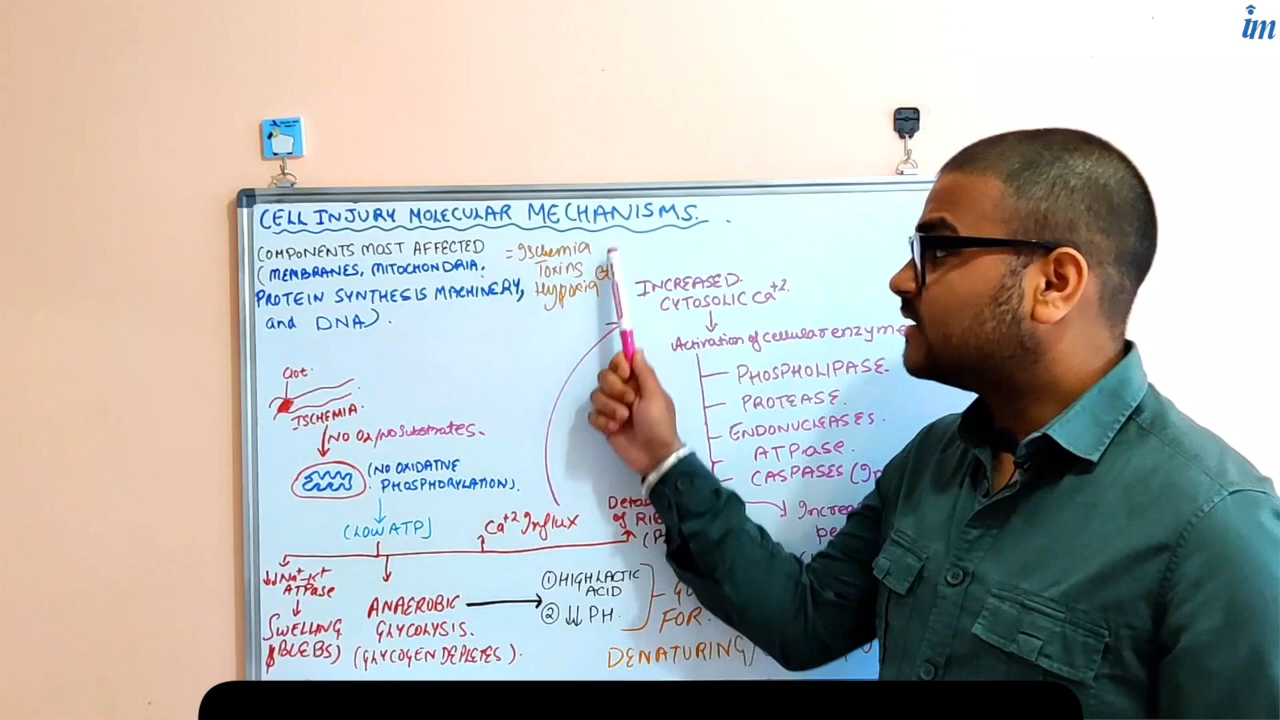 im
CELL INJURY MOLECULAR MECHANISMS.
COMPONENTS MOST AFFECTED
(MEMBRANES, MITOCHONDRIA,
PROTEIN SYNTHESIS MACHINERY,
and DNA).
= Ischemia
Toxins
Hypoxia
INCREASED
CYTOSOLIC Ca+2.
Activation of cellular enzyme
PHOSPHOLIPASE
PROTEASE.
ENDONUCLEASES.
ATPase.
CASPASES
Clot.
ISCHEMIA.
NO O2/NO Substrates.
(NO OXIDATIVE
PHOSPHORYLATION).
(LOW ATP)
Ca+2 Influx
of
↓↓Na+-K+
ATPase
SWELLING
BLEBS)
ANAEROBIC
GLYCOLYSIS.
(GLYCOGEN DEPLETES).
① HIGH LACTIC
ACID
② ↓↓ PH.
FOR
DENATURING